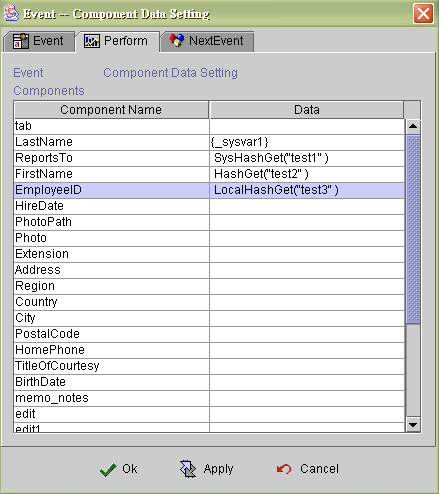 Event -- Component Data Setting
Event Perform NextEvent
Event Component Data Setting
Components
Component Name Data
tab
LastName {_sysvar1}
ReportsTo SysHashGet("test1" )
FirstName HashGet("test2" )
EmployeeID LocalHashGet("test3" )
HireDate
PhotoPath
Photo
Extension
Address
Region
Country
City
PostalCode
HomePhone
TitleOfCourtesy
BirthDate
memo_notes
edit
edit1
Ok Apply Cancel